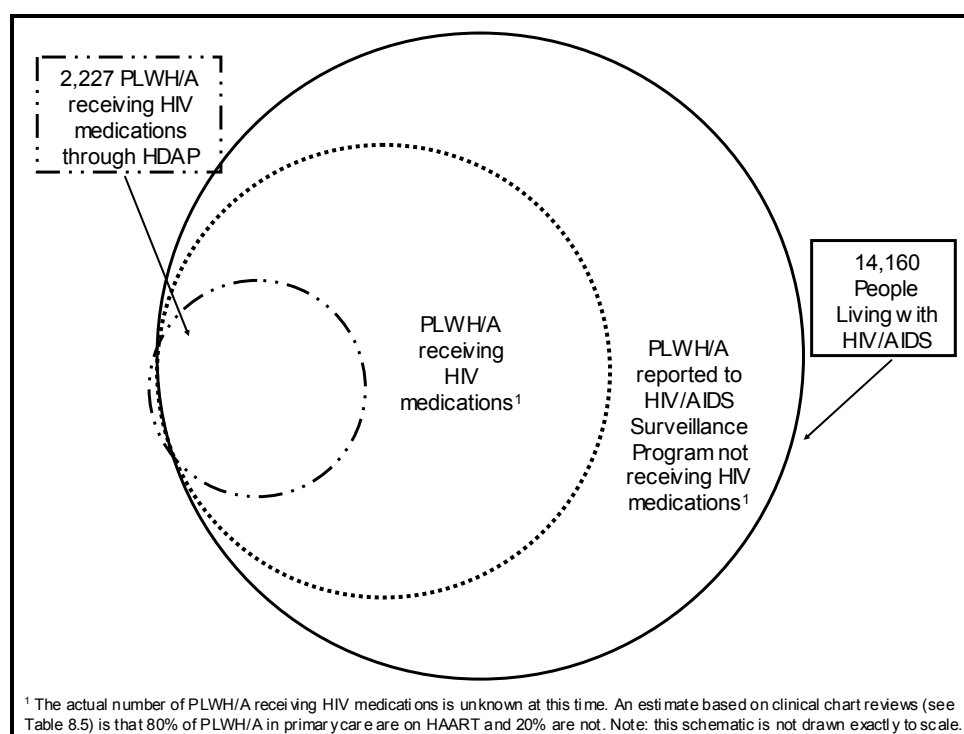 2,227 PLWH/A
receiving HIV
medications
through HDAP
PLWH/A
receiving
HIV
medications¹
PLWH/A
reported to
HIV/AIDS
Surveillance
Program not
receiving HIV
medications¹
14,160
People
Living with
HIV/AIDS
¹ The actual number of PLWH/A receiving HIV medications is unknown at this time. An estimate based on clinical chart reviews (see
Table 8.5) is that 80% of PLWH/A in primary care are on HAART and 20% are not. Note: this schematic is not drawn exactly to scale.